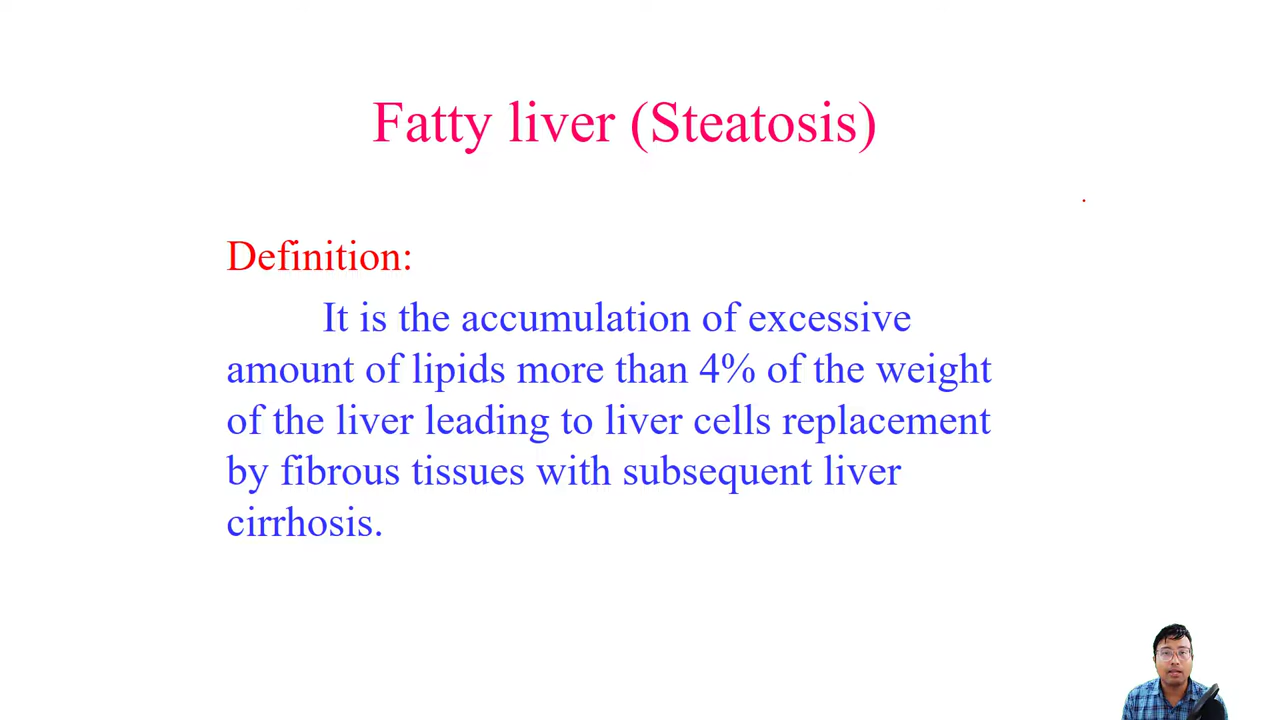 Fatty liver (Steatosis)
Definition:
It is the accumulation of excessive
amount of lipids more than 4% of the weight
of the liver leading to liver cells replacement
by fibrous tissues with subsequent liver
cirrhosis.